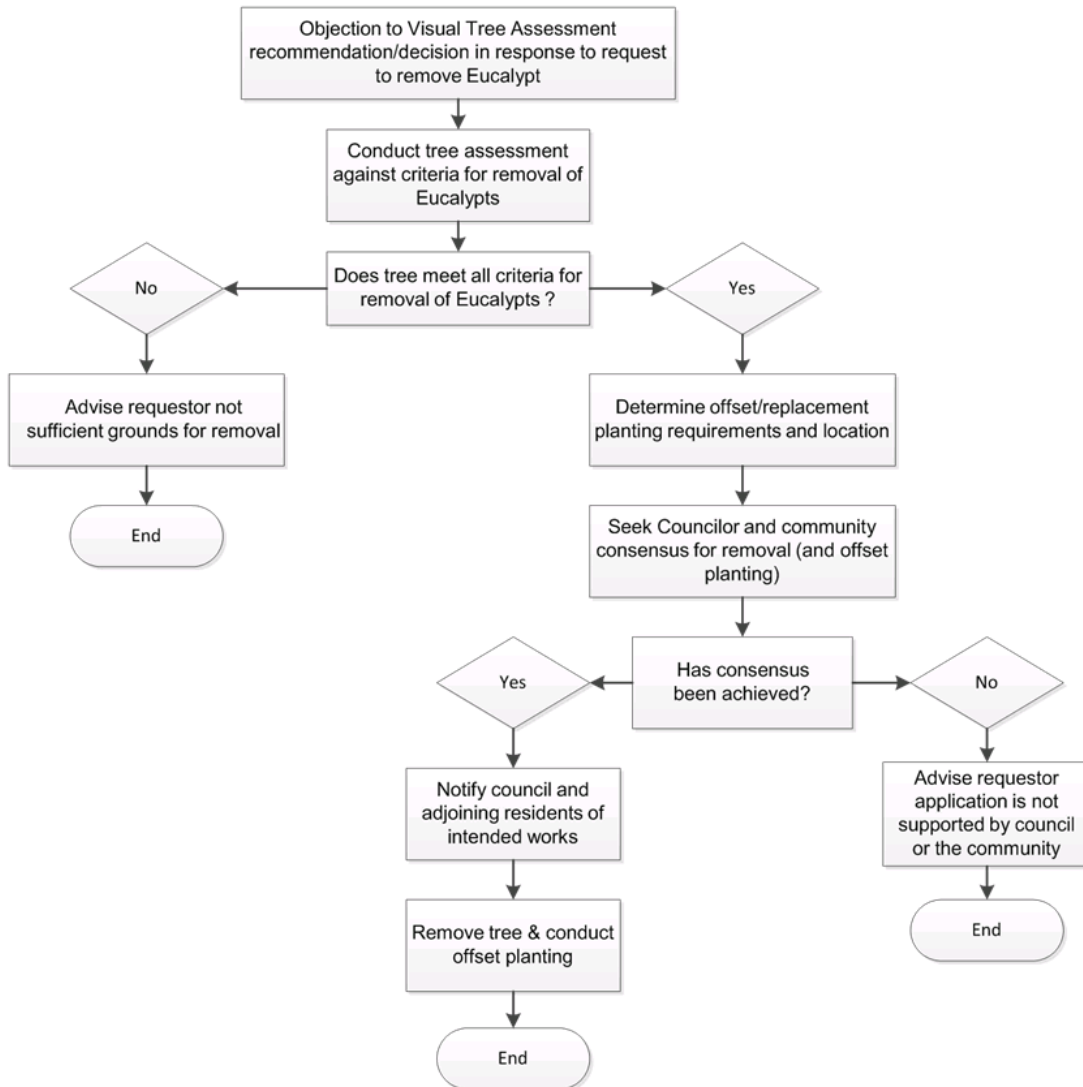 Objection to Visual Tree Assessment
recommendation/decision in response to request
to remove Eucalypt
Conduct tree assessment
against criteria for removal of
Eucalypts
Does tree meet all criteria for
removal of Eucalypts ?
No
Yes
Advise requestor not
sufficient grounds for removal
End
Determine offset/replacement
planting requirements and location
Seek Councilor and community
consensus for removal (and offset
planting)
Has consensus
been achieved?
Yes
No
Notify council and
adjoining residents of
intended works
Remove tree & conduct
offset planting
End
Advise requestor
application is not
supported by council
or the community
End